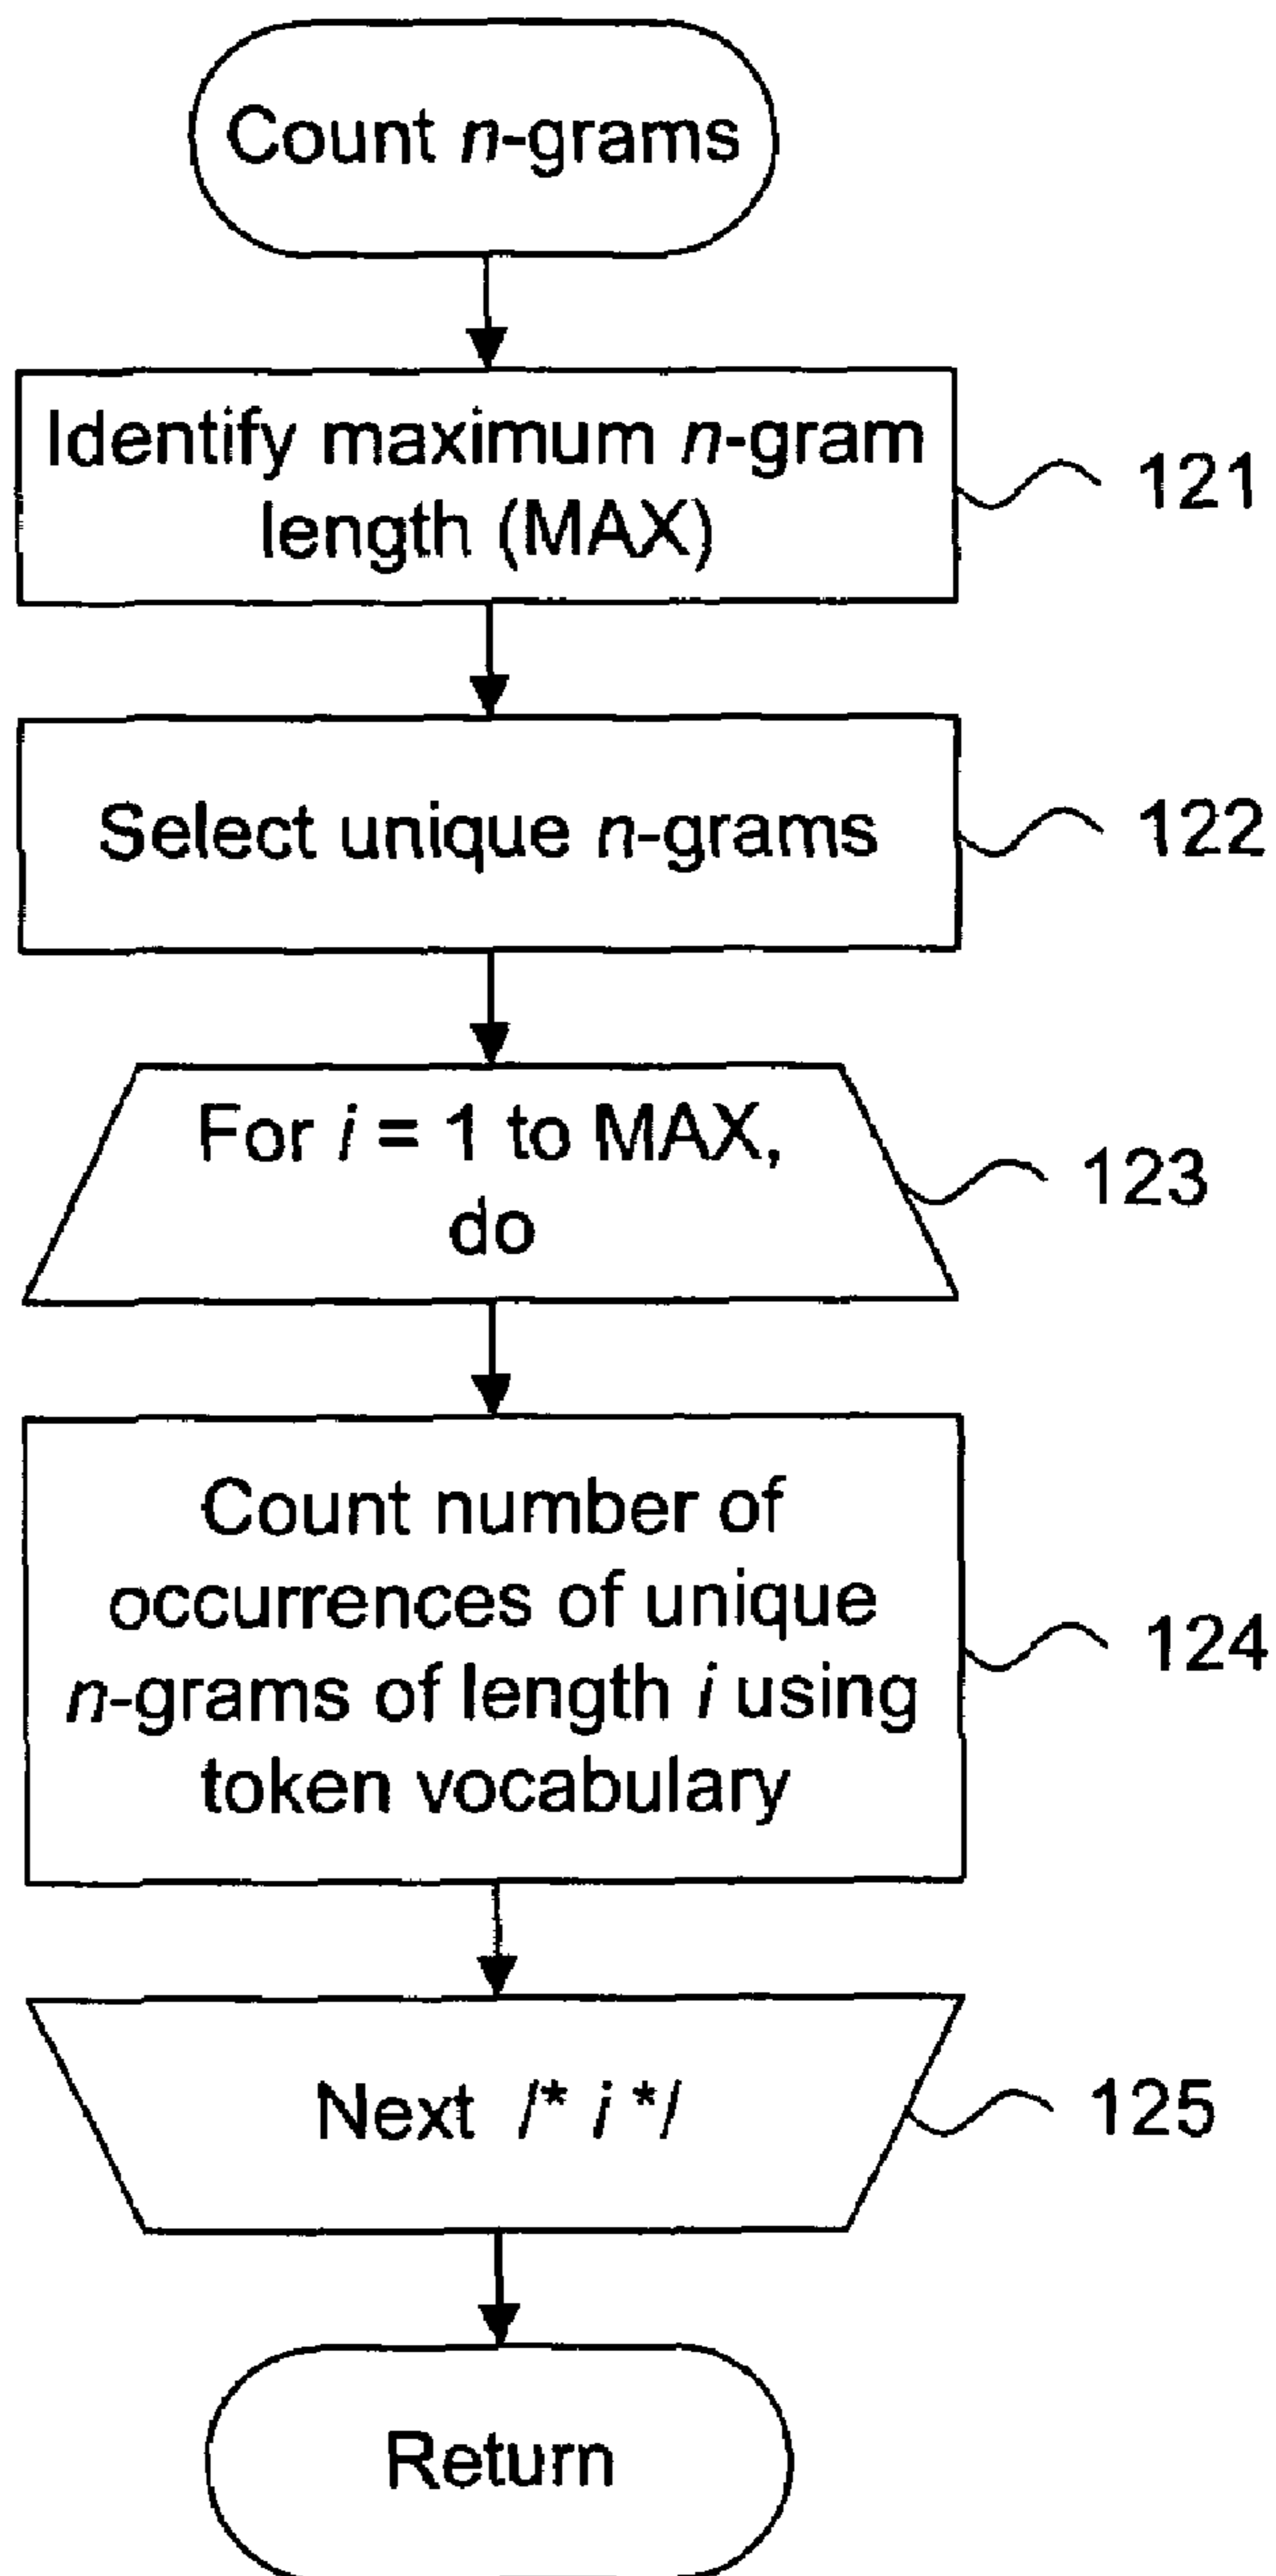 Count n-grams
Identify maximum n-gram
length (MAX)
121
Select unique n-grams
122
For i = 1 to MAX,
do
123
Count number of
occurrences of unique
n-grams of length i using
token vocabulary
124
Next /* i */
125
Return